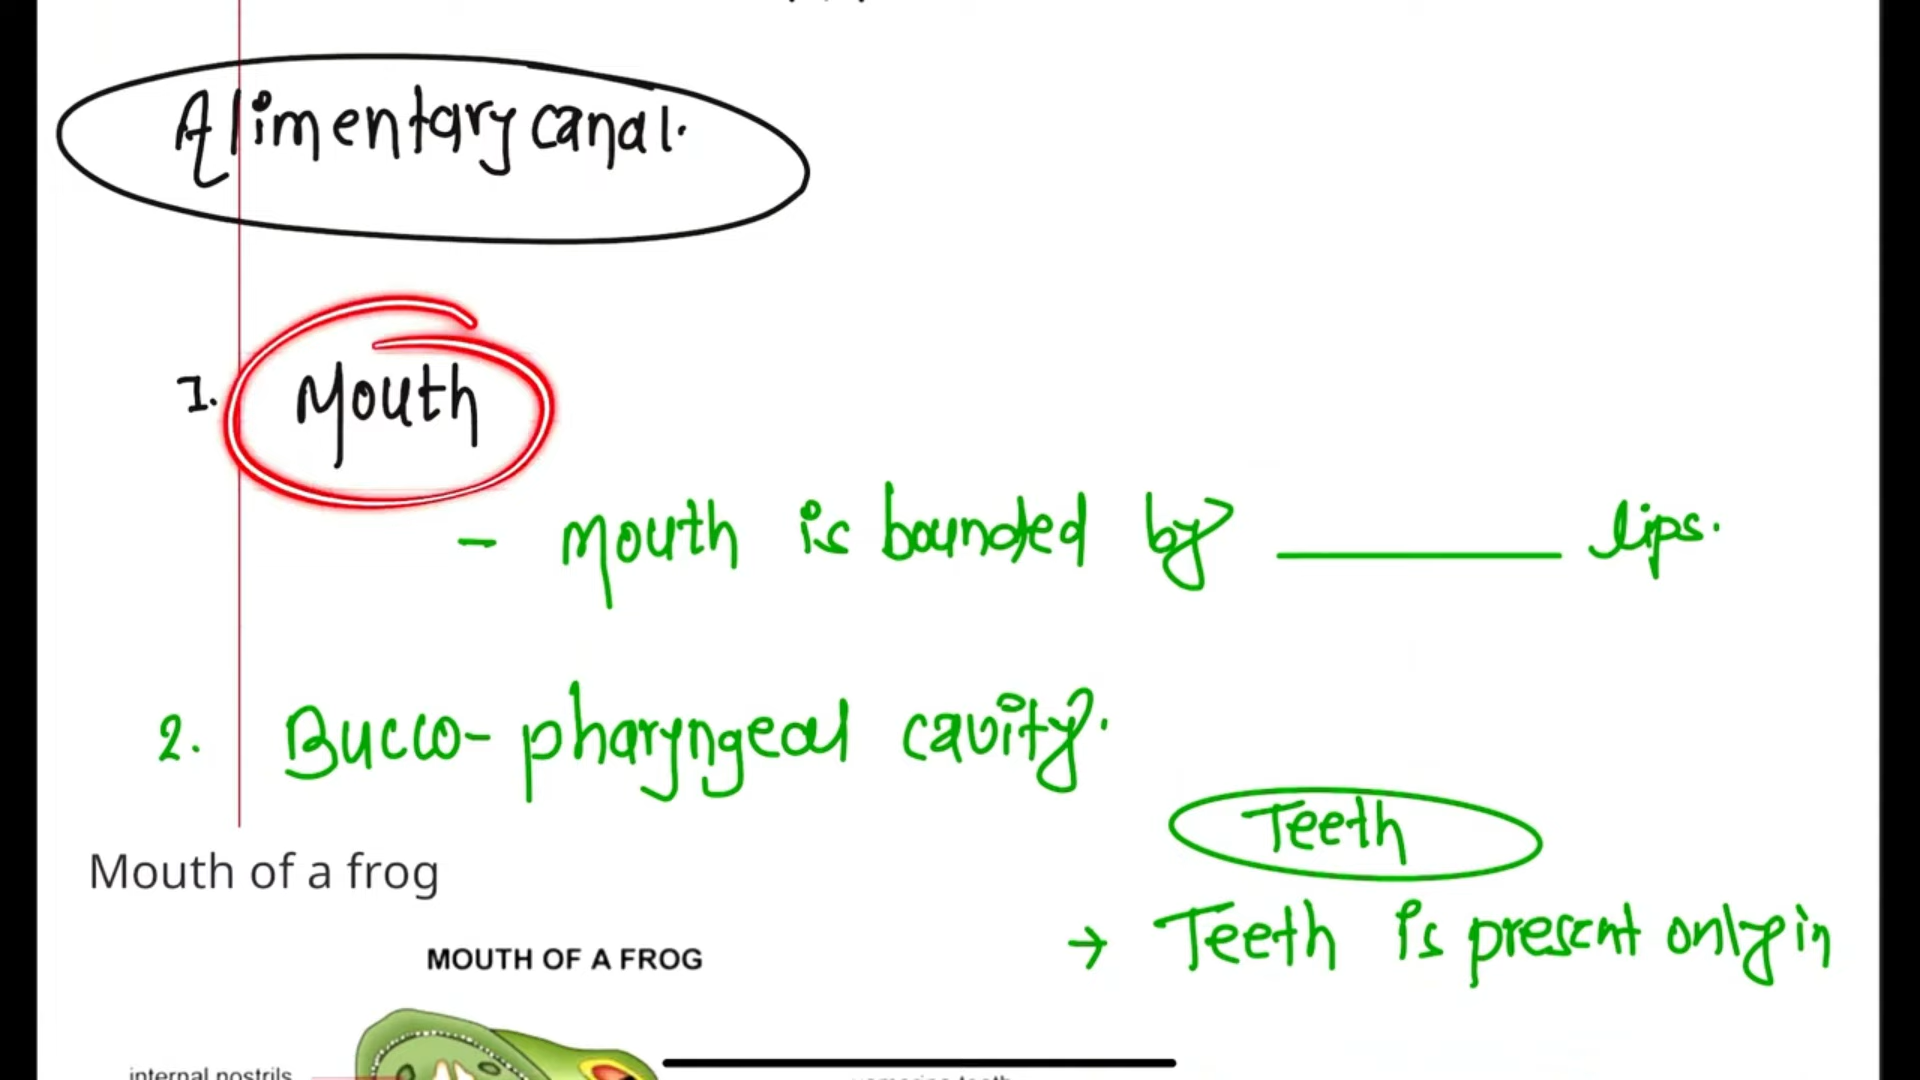 Alimentary canal.
1. Mouth
- Mouth is bounded by ______ lips.
2. Bucco-pharyngeal cavity.
Teeth
Mouth of a frog
→ Teeth is present only in
MOUTH OF A FROG
internal nostrils